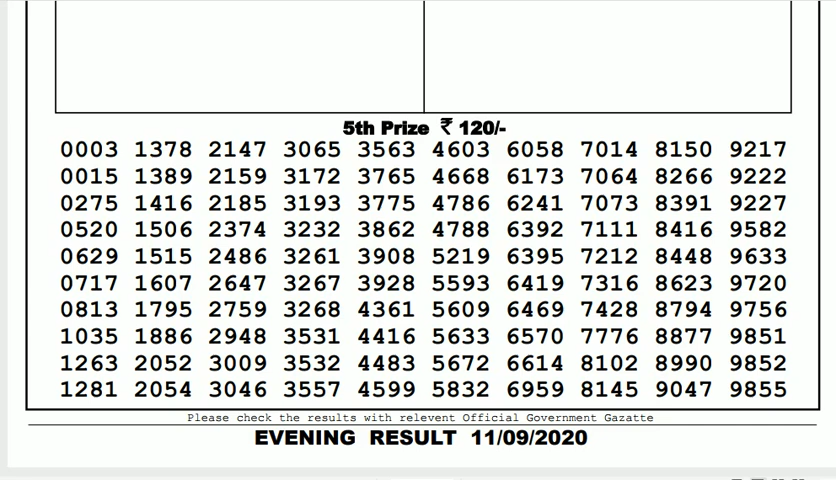 5th Prize ₹ 120/-
0003 1378 2147 3065 3563 4603 6058 7014 8150 9217
0015 1389 2159 3172 3765 4668 6173 7064 8266 9222
0275 1416 2185 3193 3775 4786 6241 7073 8391 9227
0520 1506 2374 3232 3862 4788 6392 7111 8416 9582
0629 1515 2486 3261 3908 5219 6395 7212 8448 9633
0717 1607 2647 3267 3928 5593 6419 7316 8623 9720
0813 1795 2759 3268 4361 5609 6469 7428 8794 9756
1035 1886 2948 3531 4416 5633 6570 7776 8877 9851
1263 2052 3009 3532 4483 5672 6614 8102 8990 9852
1281 2054 3046 3557 4599 5832 6959 8145 9047 9855
Please check the results with relevent Official Government Gazatte
EVENING RESULT 11/09/2020